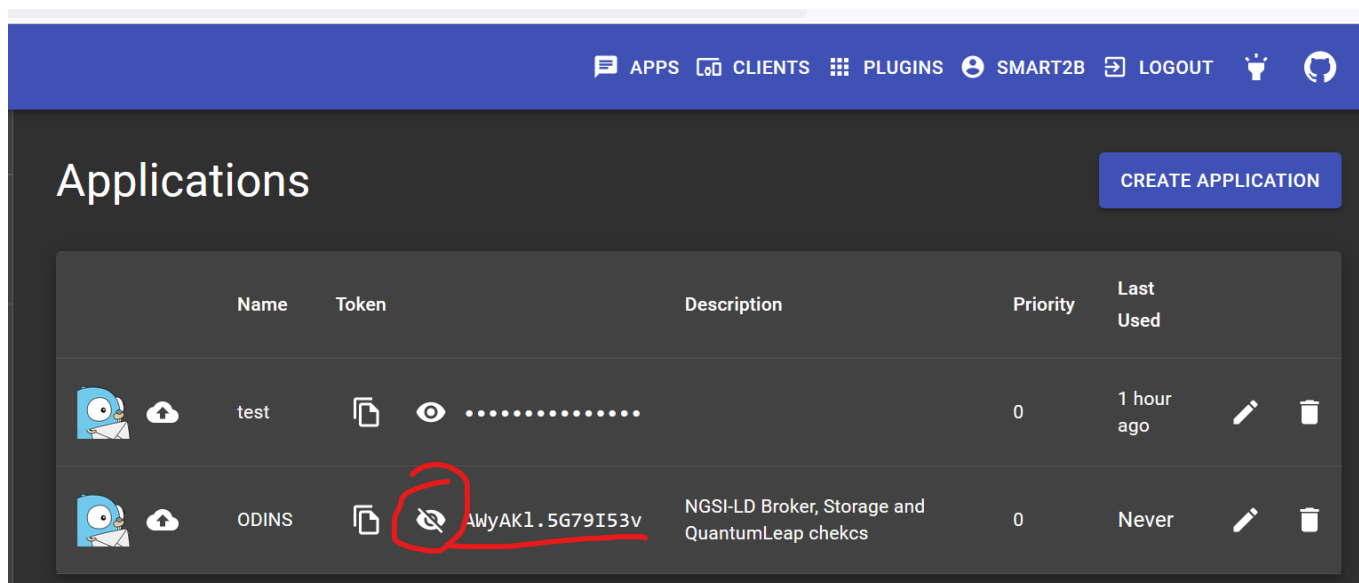 APPS CLIENTS PLUGINS SMART2B LOGOUT
Applications
CREATE APPLICATION
Name Token Description Priority Last Used
test ••••••••••••••• 0 1 hour ago
ODINS AWyAKl.5G79I53v NGSI-LD Broker, Storage and 0 Never
QuantumLeap chekcs